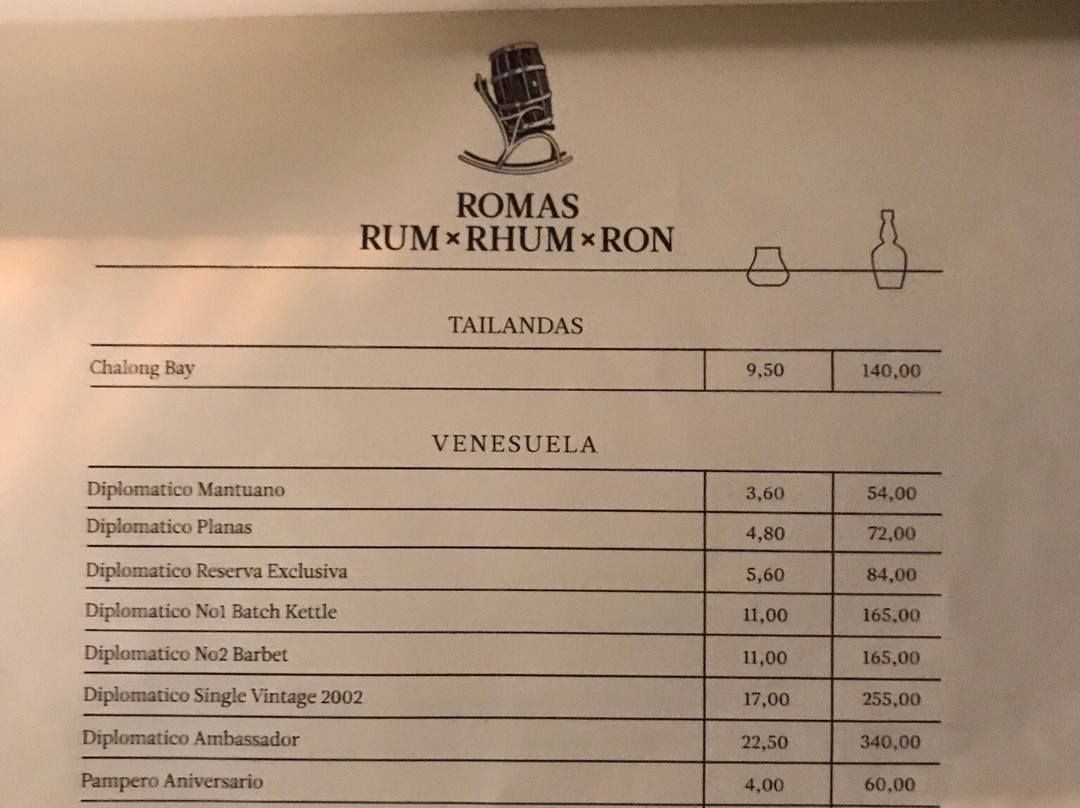 ROMAS
RUM×RHUM×RON
TAILANDAS
Chalong Bay 9,50 140,00
VENESUELA
Diplomatico Mantuano 3,60 54,00
Diplomatico Planas 4,80 72,00
Diplomatico Reserva Exclusiva 5,60 84,00
Diplomatico No1 Batch Kettle 11,00 165,00
Diplomatico No2 Barbet 11,00 165,00
Diplomatico Single Vintage 2002 17,00 255,00
Diplomatico Ambassador 22,50 340,00
Pampero Aniversario 4,00 60,00